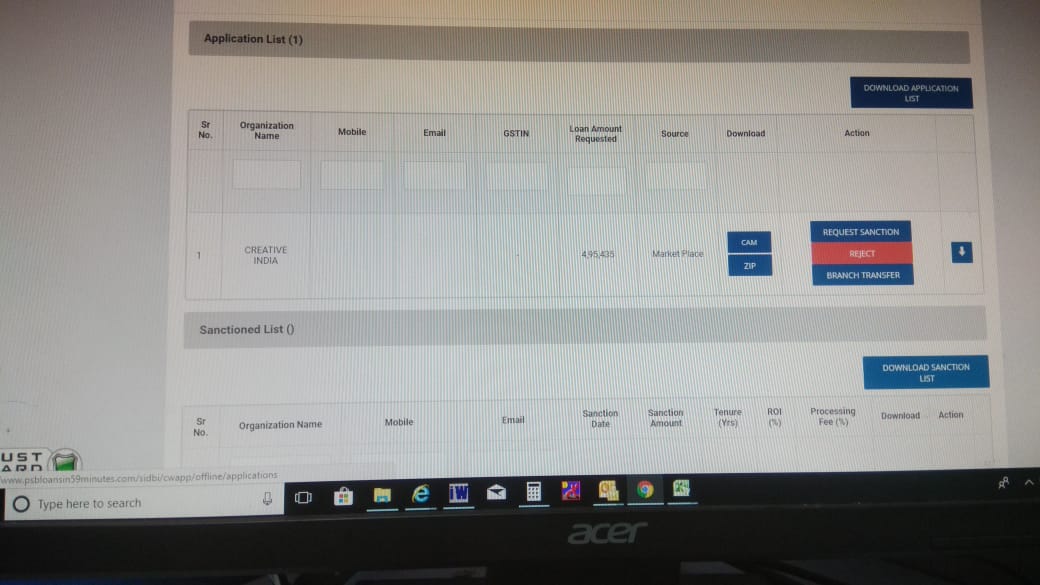 Application List (1)
DOWNLOAD APPLICATION
LIST
Sr
No.
Organization
Name
Mobile
Email
GSTIN
Loan Amount
Requested
Source
Download
Action
1
CREATIVE
INDIA
4,95,435
Market Place
CAM
ZIP
REQUEST SANCTION
REJECT
BRANCH TRANSFER
Sanctioned List ()
DOWNLOAD SANCTION
LIST
Sr
No.
Organization Name
Mobile
Email
Sanction
Date
Sanction
Amount
Tenure
(Yrs)
ROI
(%)
Processing
Fee (%)
Download
Action
UST
ARD
www.psbloansin59minutes.com/sidbi/cwapp/offline/applications
Type here to search
acer